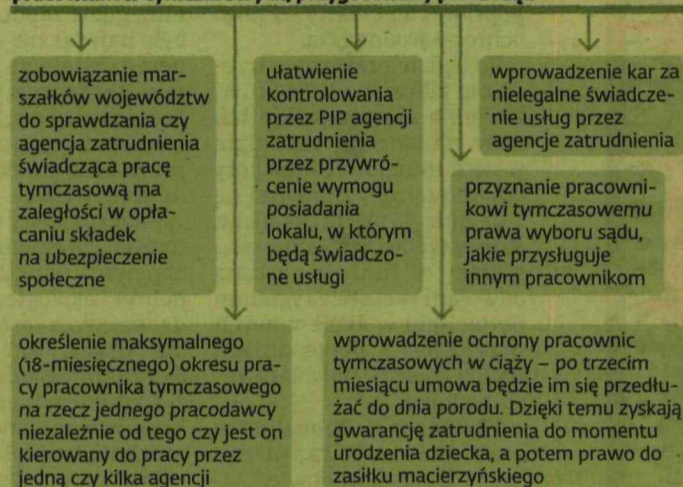 zobowiązanie mar-
szałków województw
do sprawdzania czy
agencja zatrudnienia
świadcząca pracę
tymczasową ma
zaległości w opła-
caniu składek
na ubezpieczenie
społeczne
ułatwienie
kontrolowania
przez PIP agencji
zatrudnienia
przez przywró-
cenie wymogu
posiadania
lokalu, w którym
będą świadczo-
ne usługi
wprowadzenie kar za
nielegalne świadcze-
nie usług przez
agencje zatrudnienia
przyznanie pracowni-
kowi tymczasowemu
prawa wyboru sądu,
jakie przysługuje
innym pracownikom
określenie maksymalnego
(18-miesięcznego) okresu pra-
cy pracownika tymczasowego
na rzecz jednego pracodawcy
niezależnie od tego czy jest on
kierowany do pracy przez
jedną czy kilka agencji
wprowadzenie ochrony pracownic
tymczasowych w ciąży – po trzecim
miesiącu umowa będzie im się przedłu-
żać do dnia porodu. Dzięki temu zyskają
gwarancję zatrudnienia do momentu
urodzenia dziecka, a potem prawo do
zasiłku macierzyńskiego